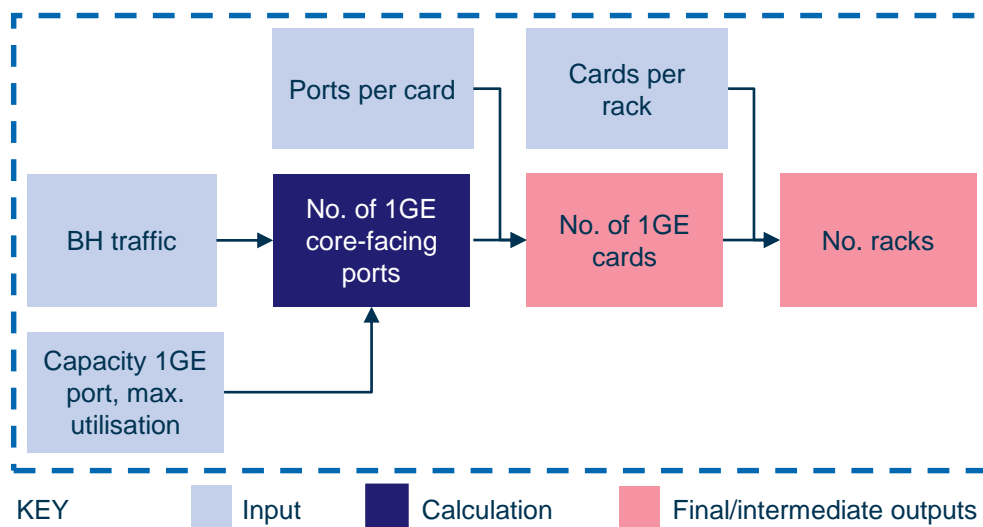 Ports per card
Cards per
rack
BH traffic
No. of 1GE
core-facing
ports
No. of 1GE
cards
No. racks
Capacity 1GE
port, max.
utilisation
KEY
Input
Calculation
Final/intermediate outputs